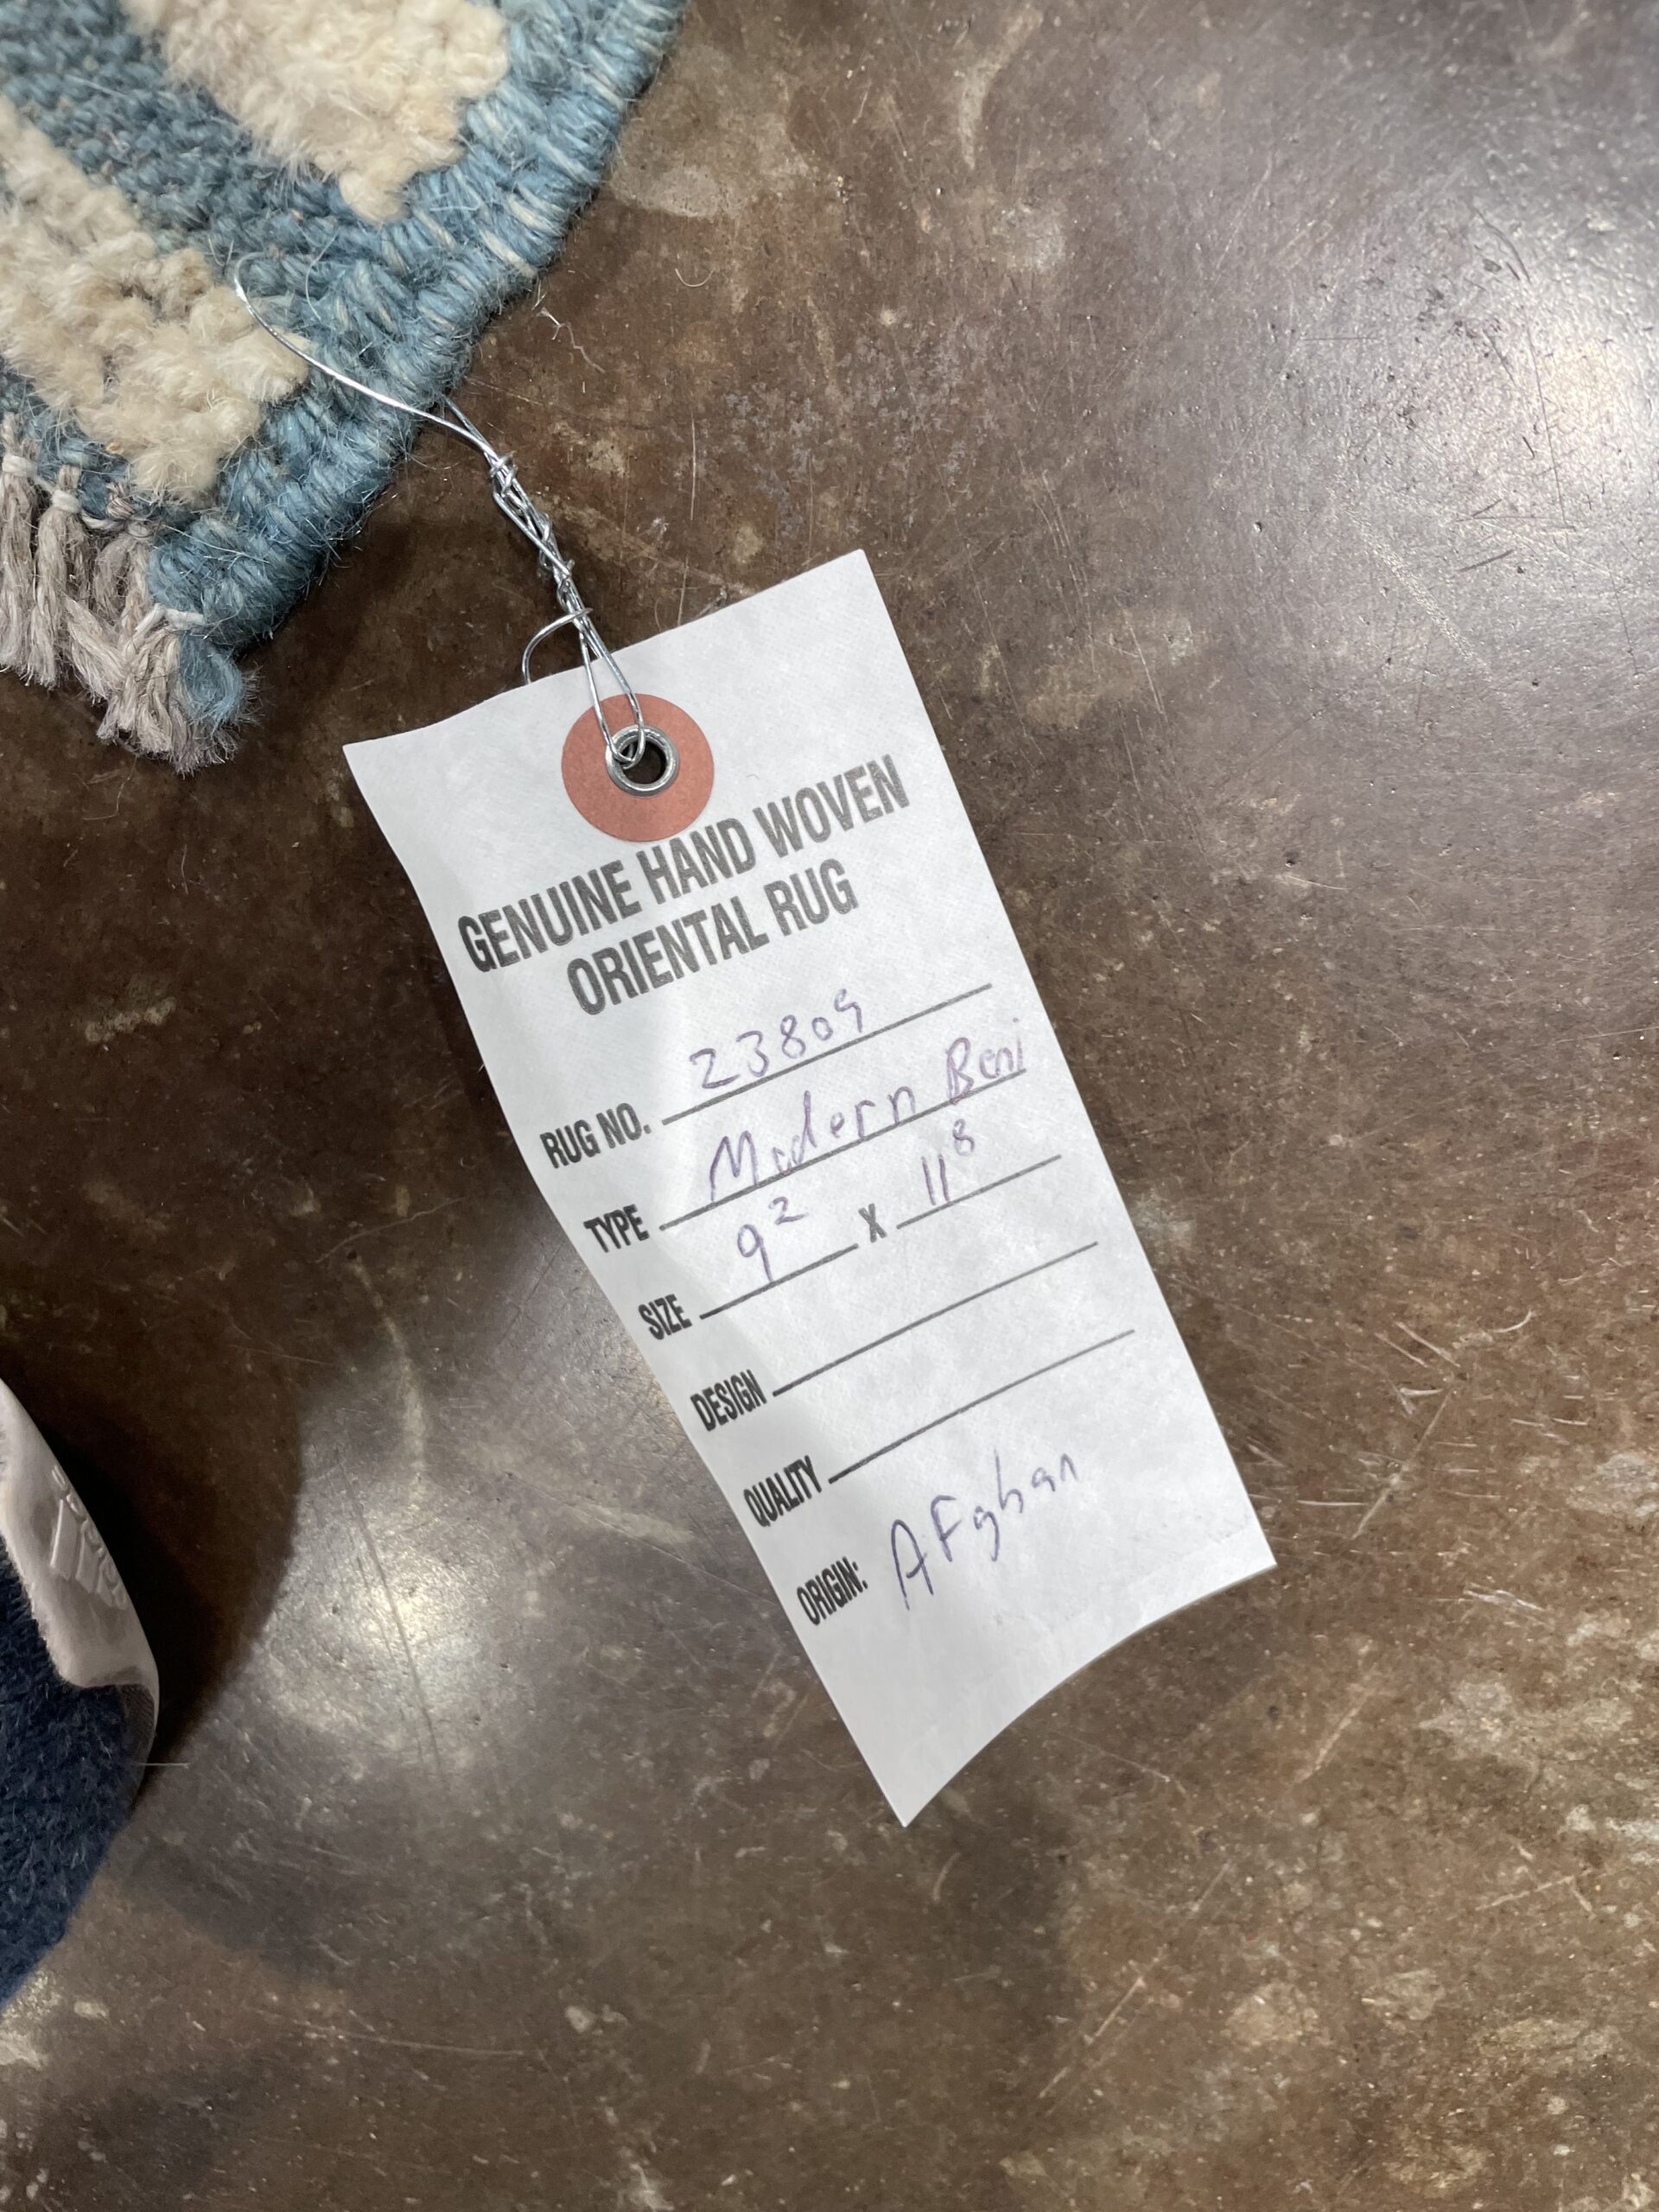 GENUINE HAND WOVEN
ORIENTAL RUG
RUG NO. 23809
TYPE Modern Beni
SIZE 9² X 11⁸
DESIGN
QUALITY
ORIGIN: AFghan